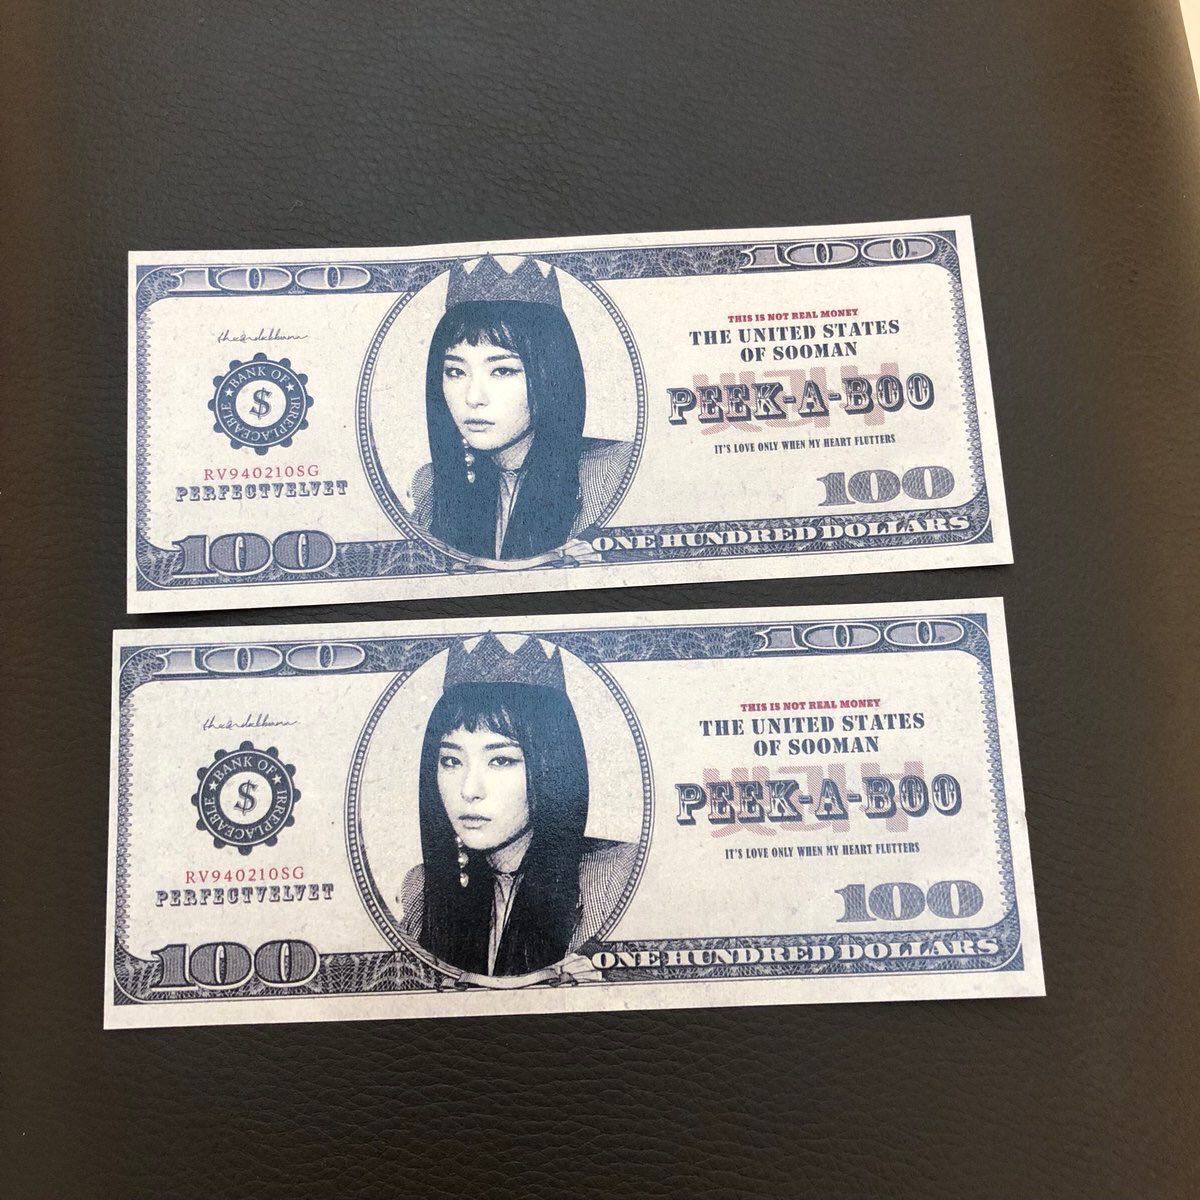 100
100
THIS IS NOT REAL MONEY
THE UNITED STATES
OF SOOMAN
BANK OF IRREPLACEABLE
$
피카부
PEEK-A-BOO
IT'S LOVE ONLY WHEN MY HEART FLUTTERS
RV940210SG
PERFECTVELVET
100
100
ONE HUNDRED DOLLARS
100
100
THIS IS NOT REAL MONEY
THE UNITED STATES
OF SOOMAN
BANK OF IRREPLACEABLE
$
피카부
PEEK-A-BOO
IT'S LOVE ONLY WHEN MY HEART FLUTTERS
RV940210SG
PERFECTVELVET
100
100
ONE HUNDRED DOLLARS